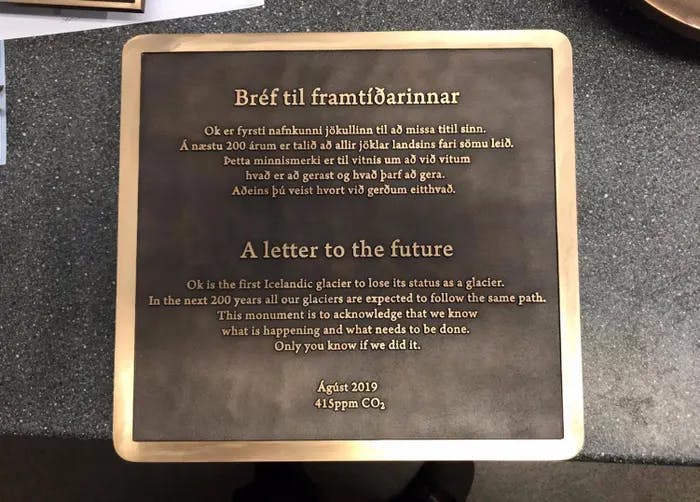 Bréf til framtíðarinnar
Ok er fyrsti nafnkunni jökullinn til að missa titil sinn.
Á næstu 200 árum er talið að allir jöklar landsins fari sömu leið.
Þetta minnismerki er til vitnis um að við vitum
hvað er að gerast og hvað þarf að gera.
Aðeins þú veist hvort við gerðum eitthvað.
A letter to the future
Ok is the first Icelandic glacier to lose its status as a glacier.
In the next 200 years all our glaciers are expected to follow the same path.
This monument is to acknowledge that we know
what is happening and what needs to be done.
Only you know if we did it.
Ágúst 2019
415ppm CO₂